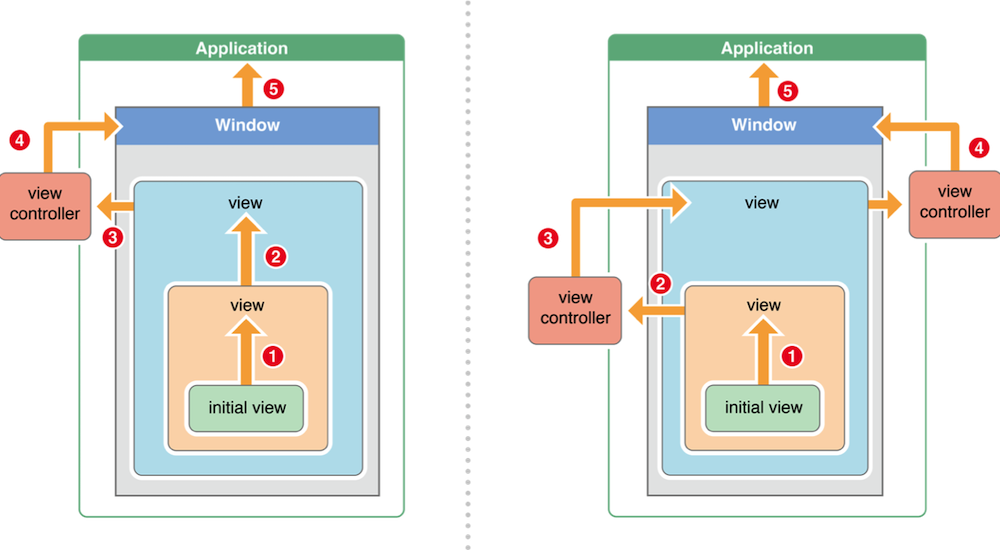 Application
5
Window
4
view
controller
view
3
2
view
1
initial view
Application
5
Window
4
view
controller
view
3
2
view
controller
view
1
initial view